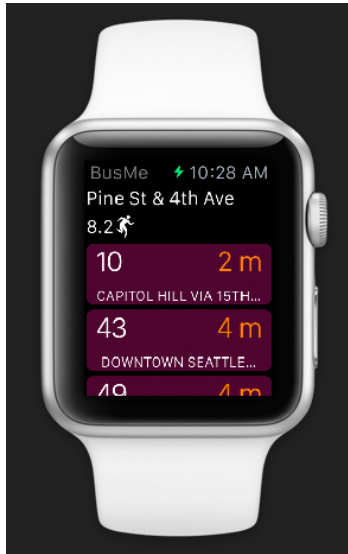 BusMe 10:28 AM
Pine St & 4th Ave
8.2
10 2 m
CAPITOL HILL VIA 15TH...
43 4 m
DOWNTOWN SEATTLE...
49 4 m